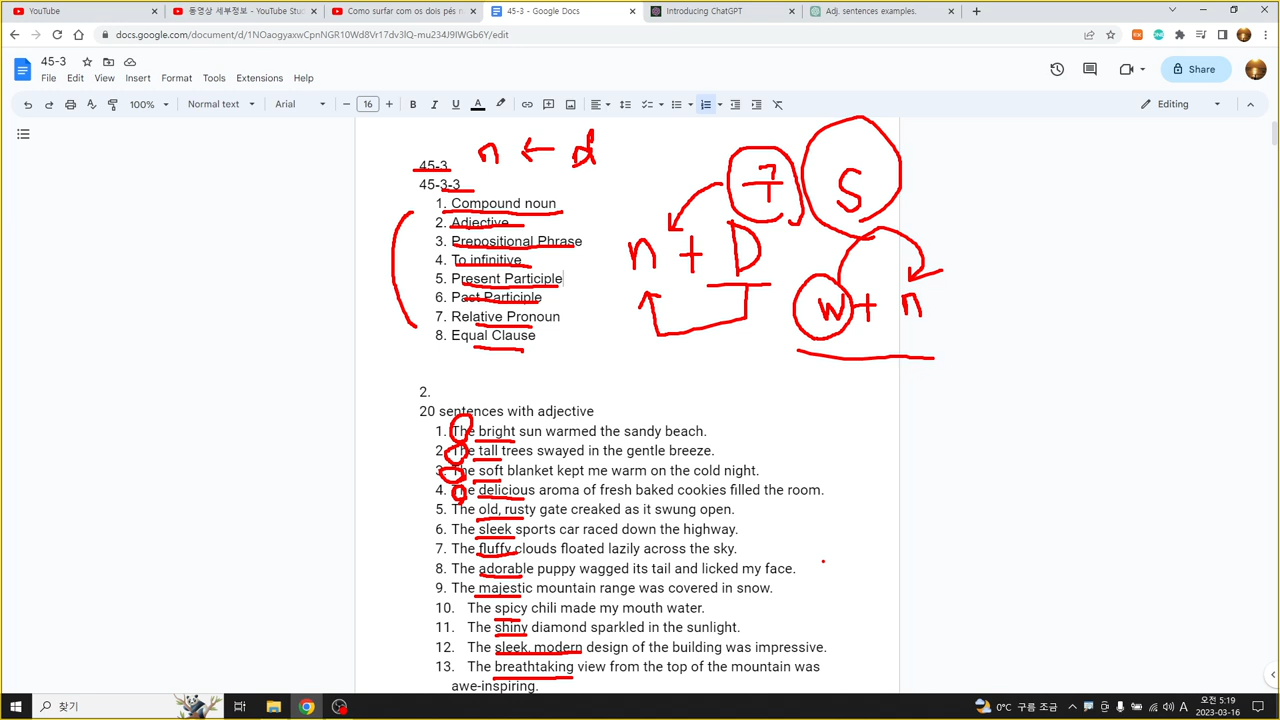 YouTube
동영상 세부정보 - YouTube Stu
Como surfar com os dois pés n
45-3 - Google Docs
Introducing ChatGPT
Adj. sentences examples.
docs.google.com/document/d/1NOaogyaxwCpnNGR10Wd8Vr17dv3lQ-mu234J9IWGb6Y/edit
45-3
File Edit View Insert Format Tools Extensions Help
Share
100% Normal text Arial 16 B I U A Editing
45-3 n ← d
45-3-3
1. Compound noun
2. Adjective
3. Prepositional Phrase
4. To infinitive
5. Present Participle
6. Past Participle
7. Relative Pronoun
8. Equal Clause
7 S
n + D
w + n
2.
20 sentences with adjective
1. The bright sun warmed the sandy beach.
2. The tall trees swayed in the gentle breeze.
3. The soft blanket kept me warm on the cold night.
4. The delicious aroma of fresh baked cookies filled the room.
5. The old, rusty gate creaked as it swung open.
6. The sleek sports car raced down the highway.
7. The fluffy clouds floated lazily across the sky.
8. The adorable puppy wagged its tail and licked my face.
9. The majestic mountain range was covered in snow.
10. The spicy chili made my mouth water.
11. The shiny diamond sparkled in the sunlight.
12. The sleek, modern design of the building was impressive.
13. The breathtaking view from the top of the mountain was
awe-inspiring.
찾기
0°C 구름 조금
A
오전 5:19
2023-03-16